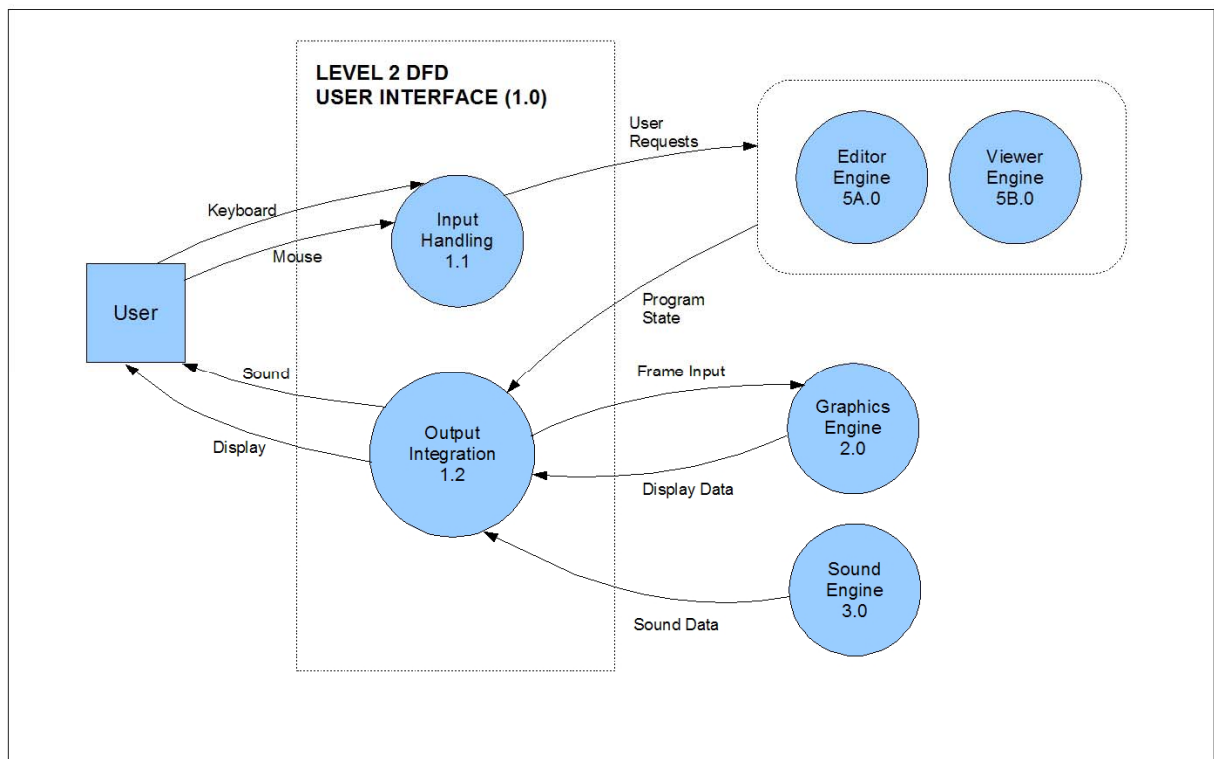 LEVEL 2 DFD
USER INTERFACE (1.0)
User
Requests
Editor
Engine
5A.0
Viewer
Engine
5B.0
Keyboard
Input
Handling
1.1
Mouse
User
Program
State
Sound
Frame Input
Graphics
Engine
2.0
Display
Output
Integration
1.2
Display Data
Sound
Engine
3.0
Sound Data